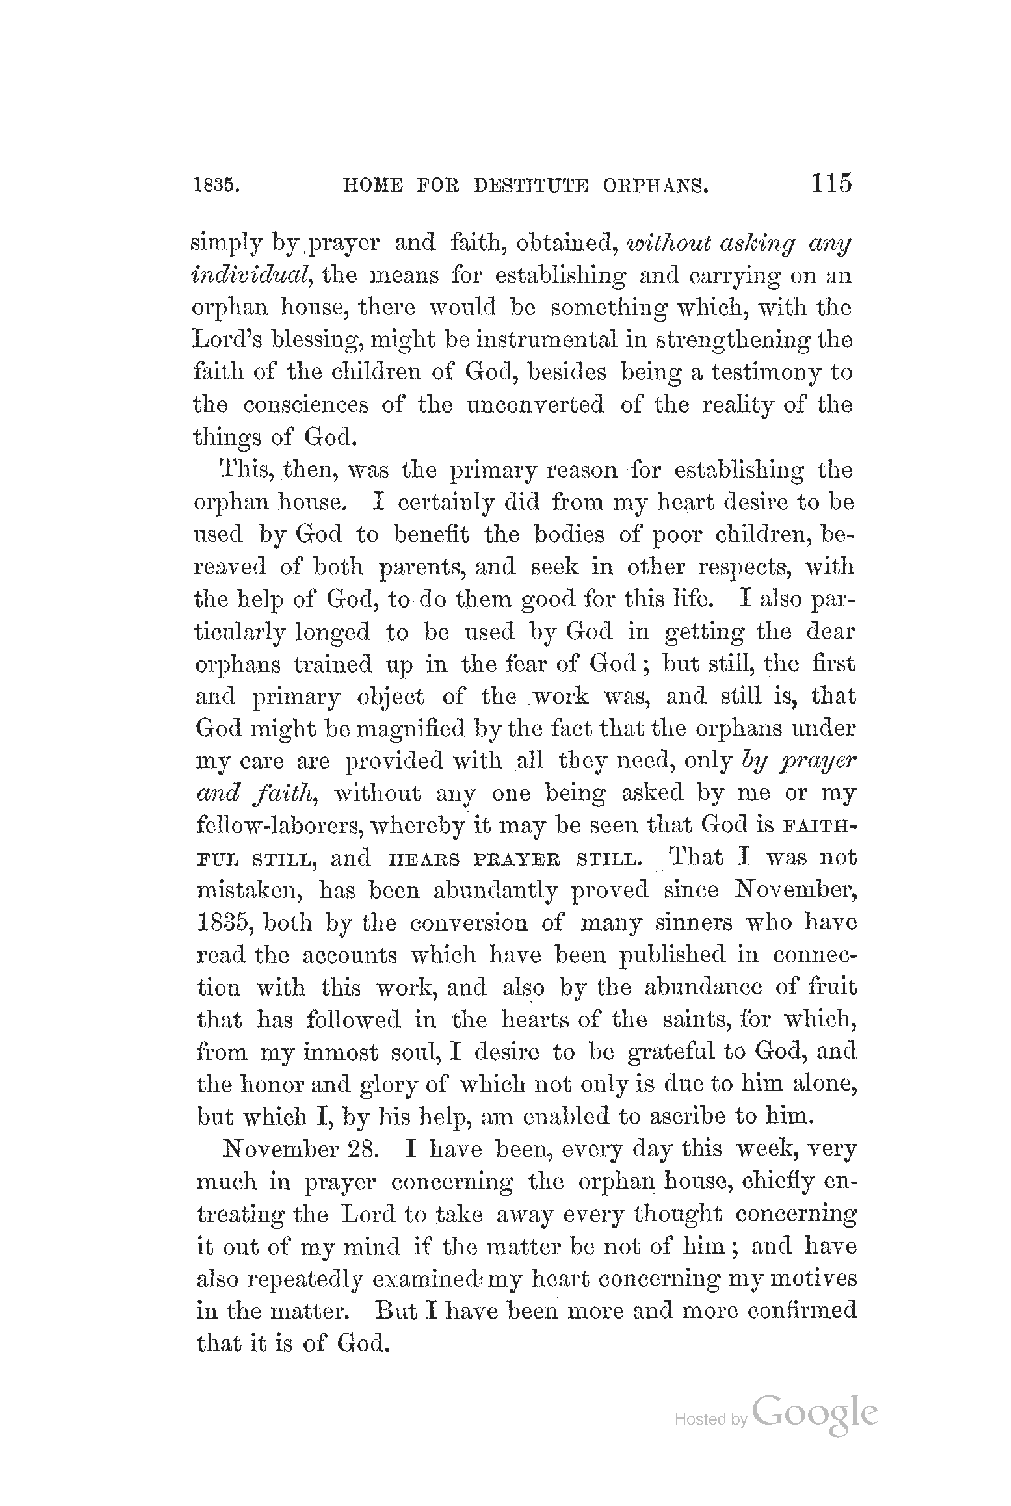 1835. HOME FOR DESTITUTE ORPHANS. 115
simply by prayer and faith, obtained, without asking any
individual, the means for establishing and carrying on an
orphan house, there would be something which, with the
Lord's blessing, might be instrumental in strengthening the
faith of the children of God, besides being a testimony to
the consciences of the unconverted of the reality of the
things of God.
This, then, was the primary reason for establishing the
orphan house. I certainly did from my heart desire to be
used by God to benefit the bodies of poor children, be-
reaved of both parents, and seek in other respects, with
the help of God, to do them good for this life. I also par-
ticularly longed to be used by God in getting the dear
orphans trained up in the fear of God; but still, the first
and primary object of the work was, and still is, that
God might be magnified by the fact that the orphans under
my care are provided with all they need, only by prayer
and faith, without any one being asked by me or my
fellow-laborers, whereby it may be seen that God is FAITH-
FUL STILL, and HEARS PRAYER STILL. That I was not
mistaken, has been abundantly proved since November,
1835, both by the conversion of many sinners who have
read the accounts which have been published in connec-
tion with this work, and also by the abundance of fruit
that has followed in the hearts of the saints, for which,
from my inmost soul, I desire to be grateful to God, and
the honor and glory of which not only is due to him alone,
but which I, by his help, am enabled to ascribe to him.
November 28. I have been, every day this week, very
much in prayer concerning the orphan house, chiefly en-
treating the Lord to take away every thought concerning
it out of my mind if the matter be not of him; and have
also repeatedly examined my heart concerning my motives
in the matter. But I have been more and more confirmed
that it is of God.
Hosted by Google